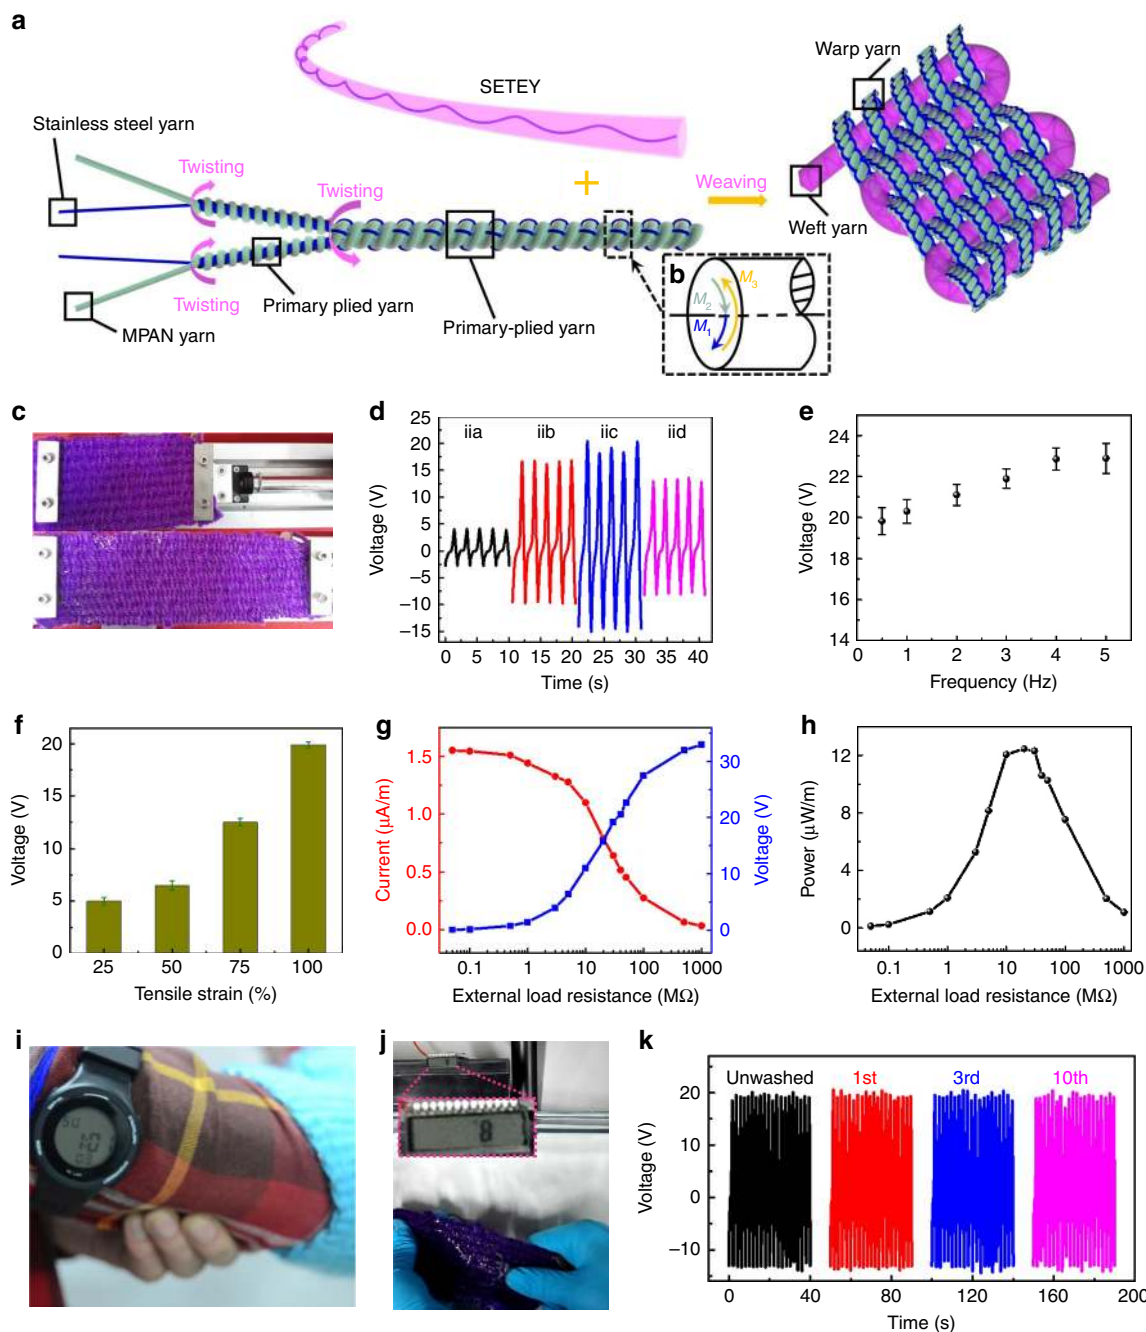 a
SETEY
Warp yarn
Stainless steel yarn
Twisting
Twisting
+
Weaving
Weft yarn
Twisting
Primary plied yarn
MPAN yarn
Primary-plied yarn
b
M3
M2
M1
c
d
25
20
15
10
5
0
−5
−10
−15
Voltage (V)
iia
iib
iic
iid
0
5
10
15
20
25
30
35
40
Time (s)
e
24
22
20
18
16
14
Voltage (V)
0
1
2
3
4
5
Frequency (Hz)
f
20
15
10
5
0
Voltage (V)
25
50
75
100
Tensile strain (%)
g
1.5
1.0
0.5
0.0
Current (μA/m)
30
20
10
0
Voltage (V)
0.1
1
10
100
1000
External load resistance (MΩ)
h
12
8
4
0
Power (μW/m)
0.1
1
10
100
1000
External load resistance (MΩ)
i
j
8
k
Unwashed
1st
3rd
10th
20
10
0
−10
Voltage (V)
0
40
80
120
160
200
Time (s)